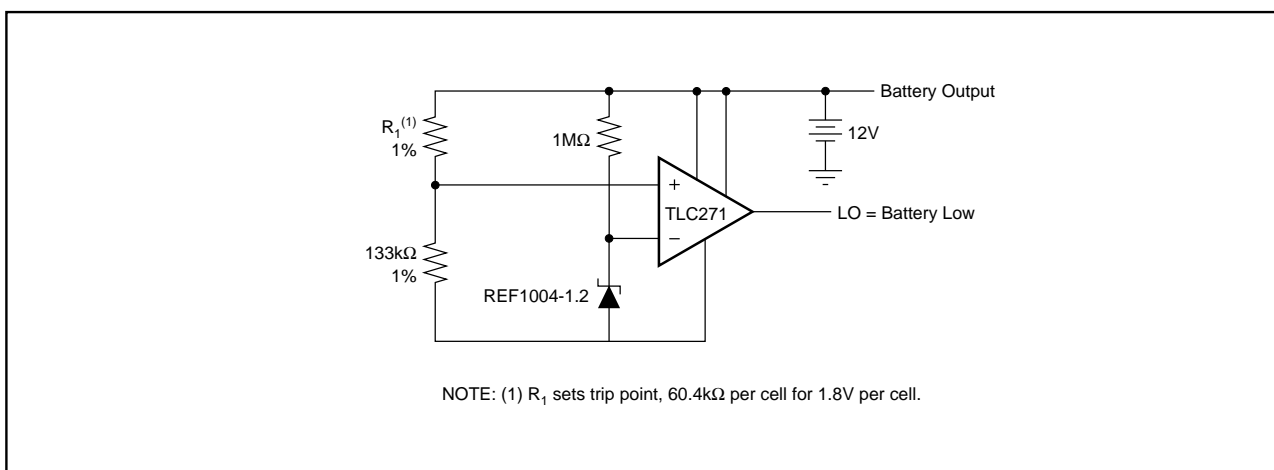 Battery Output
R1(1)
1%
1MΩ
12V
+
TLC271
LO = Battery Low
–
133kΩ
1%
REF1004-1.2
NOTE: (1) R1 sets trip point, 60.4kΩ per cell for 1.8V per cell.